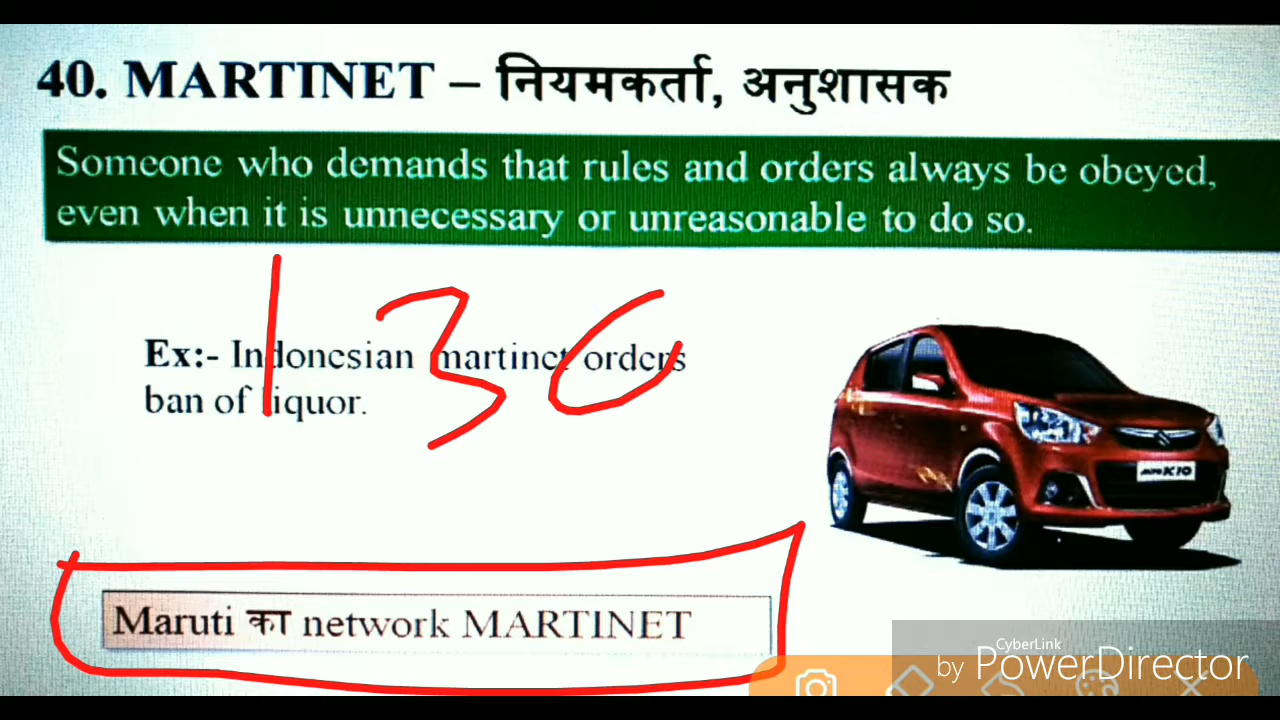 40. MARTINET – नियमकर्ता, अनुशासक
Someone who demands that rules and orders always be obeyed,
even when it is unnecessary or unreasonable to do so.
Ex:- Indonesian martinet orders
ban of liquor.
130
ALTO K10
Maruti का network MARTINET
CyberLink
by PowerDirector